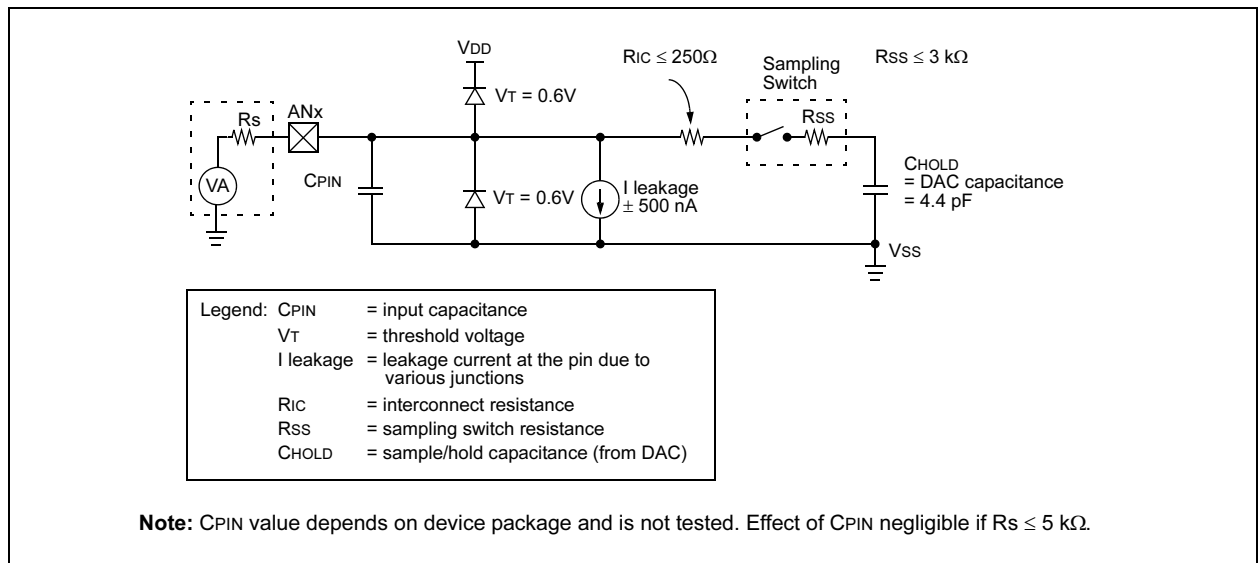 VDD
RIC ≤ 250Ω
Sampling
Switch
RSS ≤ 3 kΩ
VT = 0.6V
Rs
ANx
RSS
VA
CPIN
VT = 0.6V
I leakage
± 500 nA
CHOLD
= DAC capacitance
= 4.4 pF
VSS
Legend: CPIN = input capacitance
VT = threshold voltage
I leakage = leakage current at the pin due to
various junctions
RIC = interconnect resistance
RSS = sampling switch resistance
CHOLD = sample/hold capacitance (from DAC)
Note: CPIN value depends on device package and is not tested. Effect of CPIN negligible if Rs ≤ 5 kΩ.